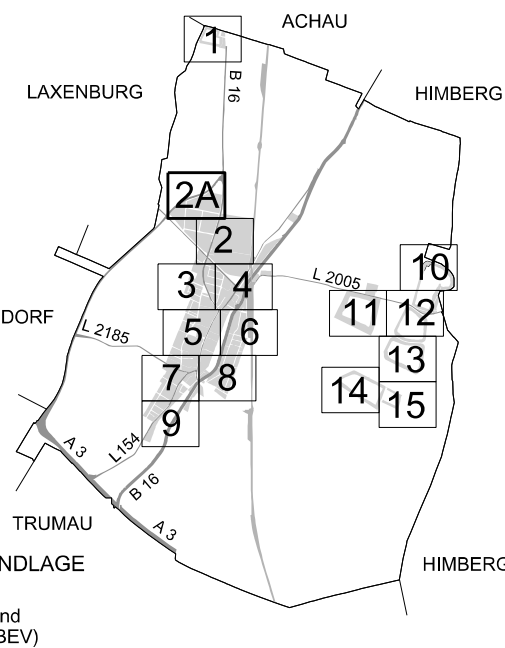 ACHAU
1
B 16
LAXENBURG
HIMBERG
2A
2
10
3
4
L 2005
11
12
DORF
L 2185
5
6
13
7
8
14
15
9
A 3
L154
B 16
TRUMAU
A 3
NDLAGE
HIMBERG
nd
BEV)